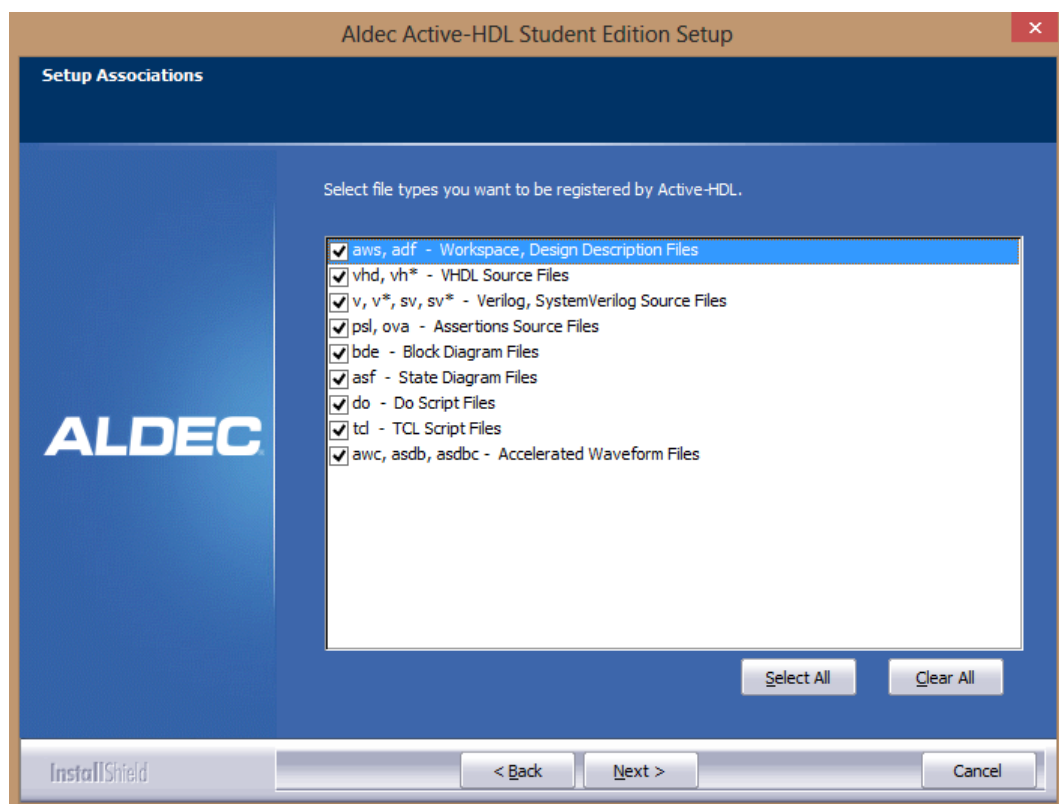 Aldec Active-HDL Student Edition Setup
Setup Associations
Select file types you want to be registered by Active-HDL.
aws, adf - Workspace, Design Description Files
vhd, vh* - VHDL Source Files
v, v*, sv, sv* - Verilog, SystemVerilog Source Files
psl, ova - Assertions Source Files
bde - Block Diagram Files
asf - State Diagram Files
do - Do Script Files
tcl - TCL Script Files
awc, asdb, asdbc - Accelerated Waveform Files
ALDEC
Select All Clear All
InstallShield < Back Next > Cancel